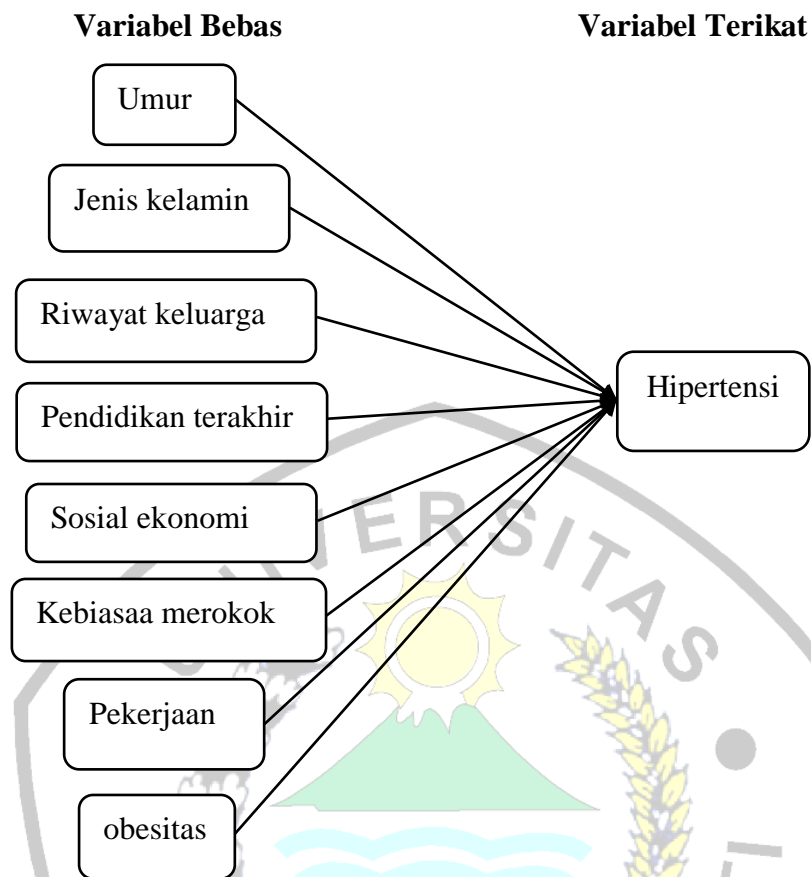 Variabel Bebas
Variabel Terikat
Umur
Jenis kelamin
Riwayat keluarga
Hipertensi
Pendidikan terakhir
Sosial ekonomi
Kebiasaa merokok
Pekerjaan
obesitas